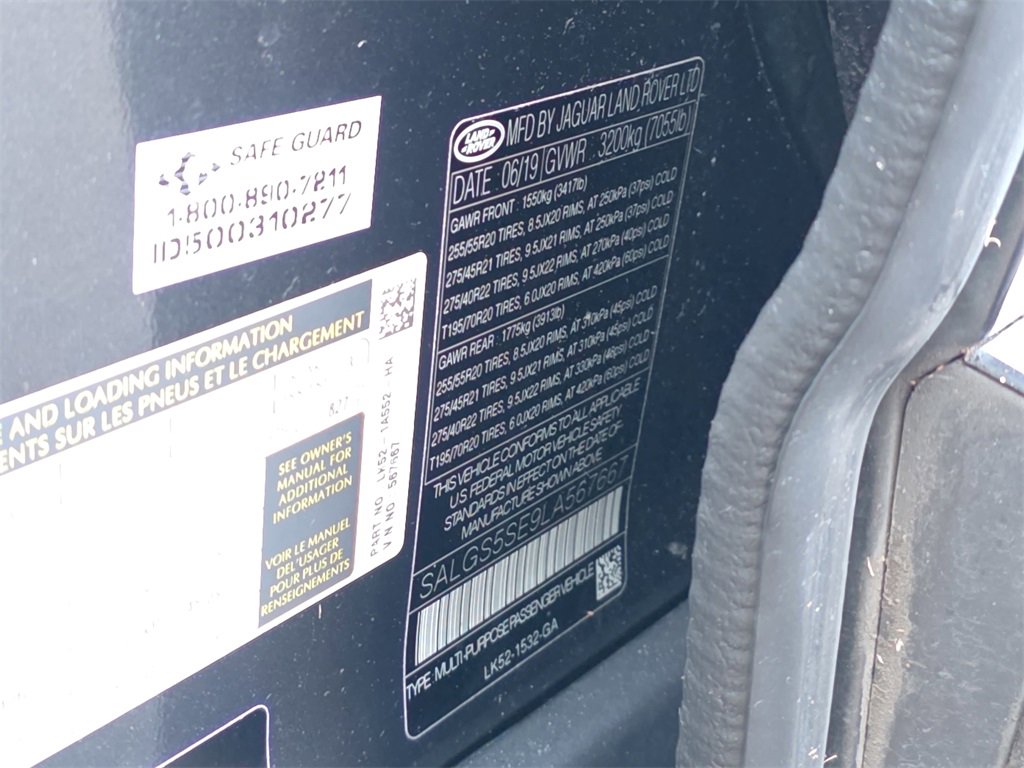 SAFE GUARD
1-800-890-7211
ID:500310277
E AND LOADING INFORMATION
ENTS SUR LES PNEUS ET LE CHARGEMENT
SEE OWNER'S
MANUAL FOR
ADDITIONAL
INFORMATION
VOIR LE MANUEL
DEL'USAGER
POUR PLUS DE
RENSEIGNEMENTS
PART NO. LK52 - 1A552 - HA
V.N NO. 567667
LAND ROVER MFD BY JAGUAR LAND ROVER LTD
DATE : 06/19 GVWR 3200kg (7055lb)
GAWR FRONT : 1550kg (3417lb)
255/55R20 TIRES, 8.5JX20 RIMS, AT 250kPa (37psi) COLD
275/45R21 TIRES, 9.5JX21 RIMS, AT 250kPa (37psi) COLD
275/40R22 TIRES, 9.5JX22 RIMS, AT 270kPa (40psi) COLD
T195/70R20 TIRES, 6.0JX20 RIMS, AT 420kPa (60psi) COLD
GAWR REAR : 1775kg (3913lb)
255/55R20 TIRES, 8.5JX20 RIMS, AT 310kPa (45psi) COLD
275/45R21 TIRES, 9.5JX21 RIMS, AT 310kPa (45psi) COLD
275/40R22 TIRES, 9.5JX22 RIMS, AT 330kPa (48psi) COLD
T195/70R20 TIRES, 6.0JX20 RIMS, AT 420kPa (60psi) COLD
THIS VEHICLE CONFORMS TO ALL APPLICABLE
U.S. FEDERAL MOTOR VEHICLE SAFETY
STANDARDS IN EFFECT ON THE DATE OF
MANUFACTURE SHOWN ABOVE
SALGS5SE9LA567667
TYPE: MULTI-PURPOSE PASSENGER VEHICLE
LK52-1532-GA